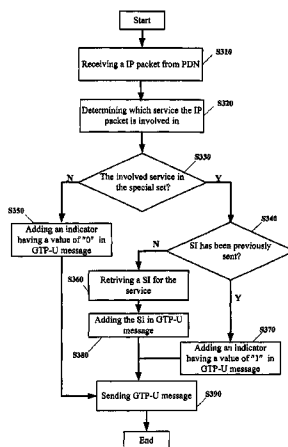 Start
S310
Receiving a IP packet from PDN
S320
Determining which service the IP
packet is involved in
S330
The involved service in
the special set?
N
Y
S350
Adding an indicator
having a value of "0" in
GTP-U message
S340
SI has been previously
sent?
N
Y
S360
Retriving a SI for the
service
Adding the SI in GTP-U
message
S380
S370
Adding an indicator
having a value of "1" in
GTP-U message
Sending GTP-U message
S390
End